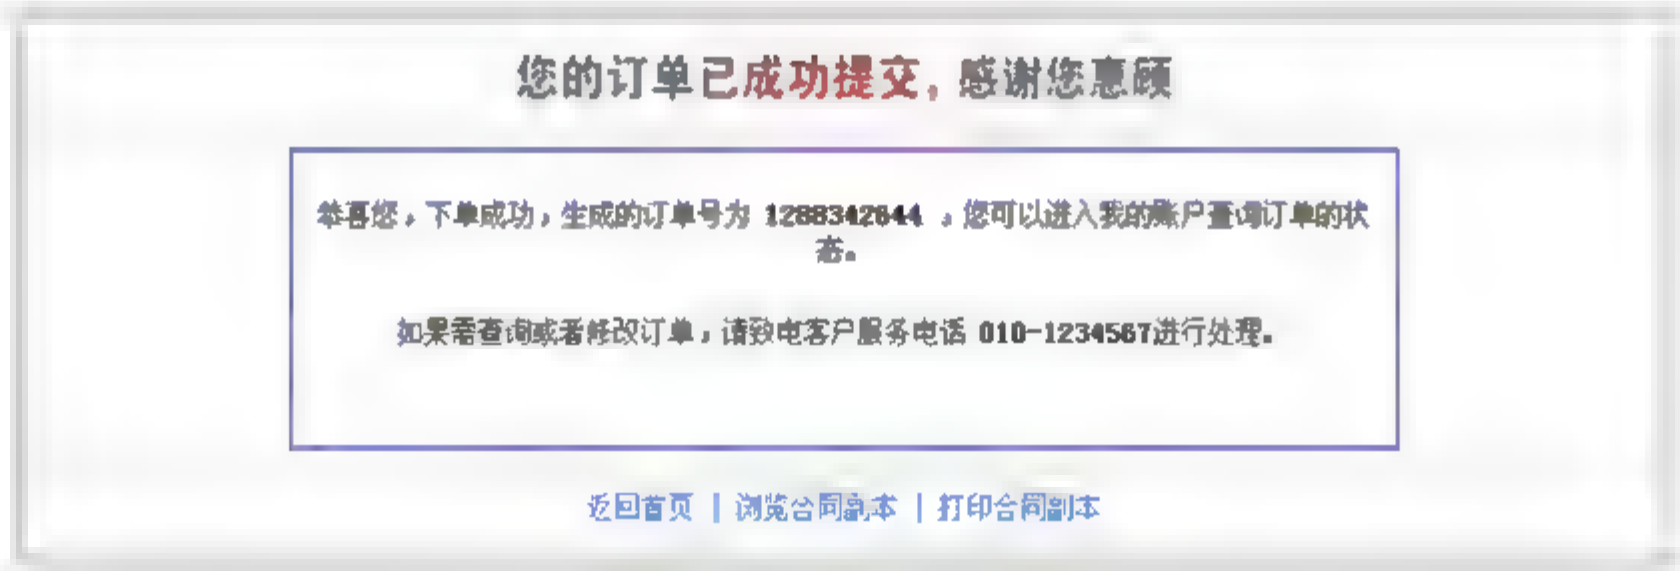 您的订单已成功提交，感谢您惠顾
恭喜您，下单成功，生成的订单号为 1288342644 ，您可以进入我的账户查询订单的状
态。
如果需查询或者修改订单，请致电客户服务电话 010-1234567进行处理。
返回首页 | 浏览合同副本 | 打印合同副本